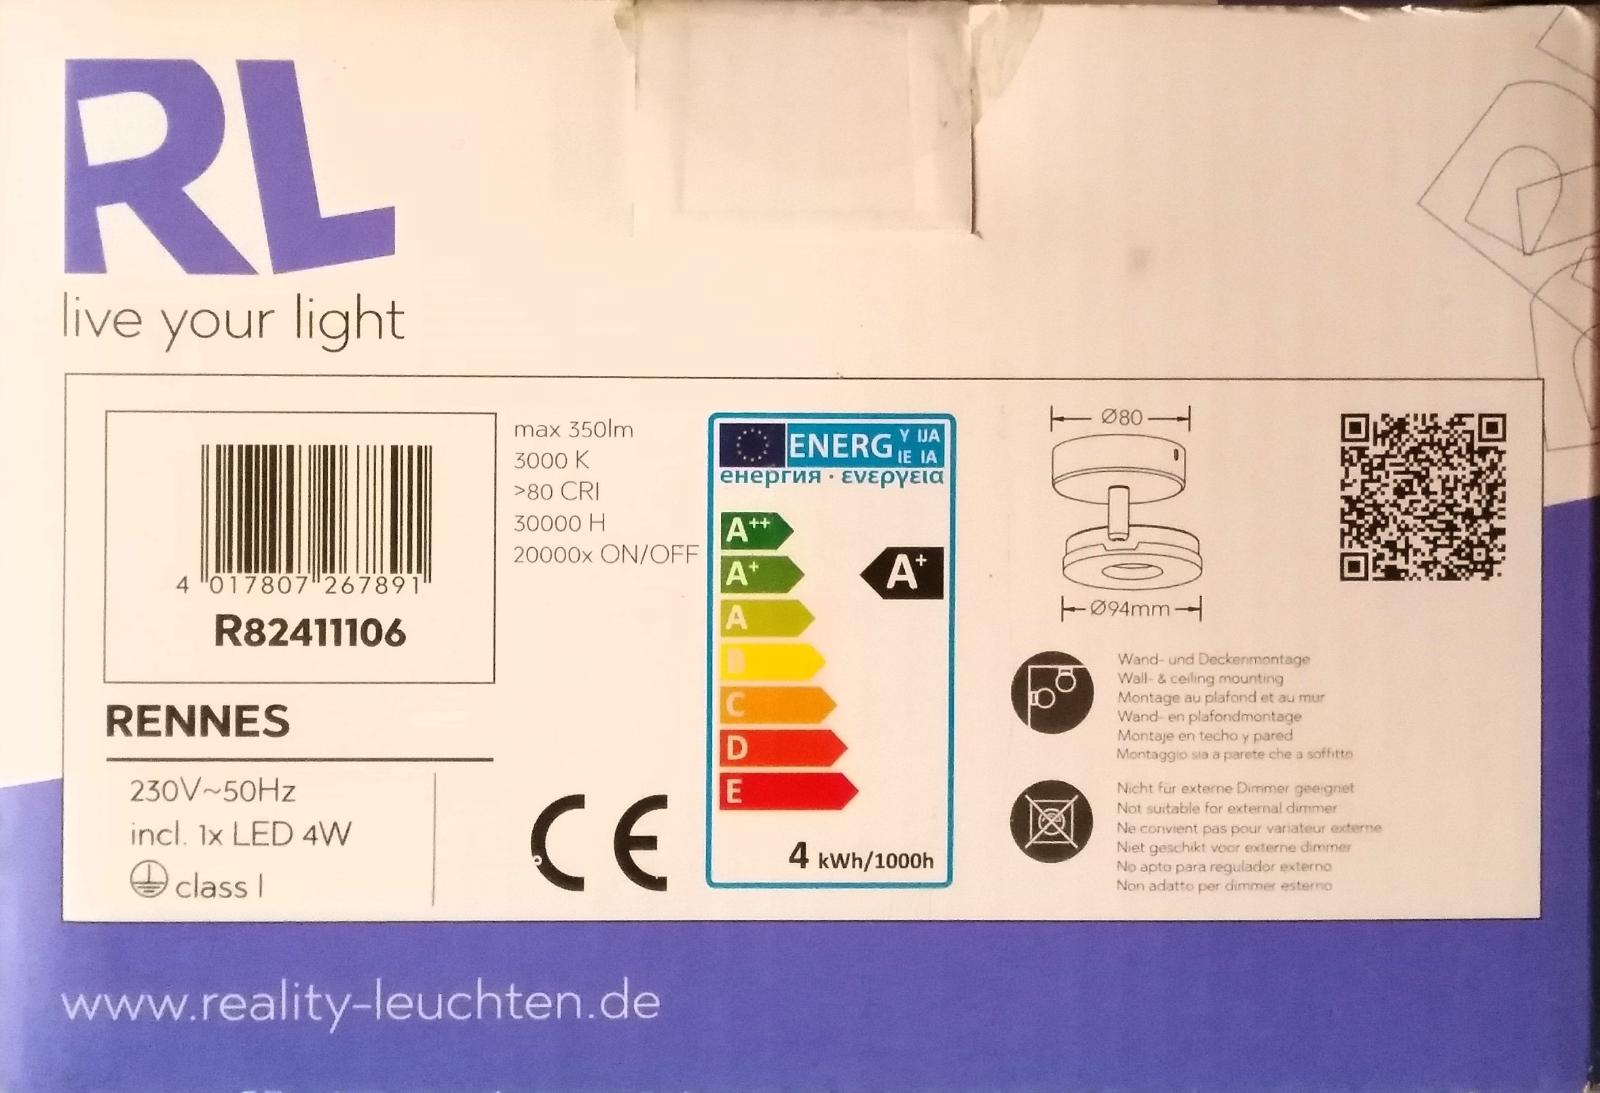 RL
live your light
4 017807 267891
R82411106
RENNES
230V~50Hz
incl. 1x LED 4W
class I
max 350lm
3000 K
>80 CRI
30000 H
20000x ON/OFF
CE
ENERG Y IJA
IE IA
енергия · ενεργεια
A++
A+
A
B
C
D
E
A+
4 kWh/1000h
Ø80
Ø94mm
Wand- und Deckenmontage
Wall- & ceiling mounting
Montage au plafond et au mur
Wand- en plafondmontage
Montaje en techo y pared
Montaggio sia a parete che a soffitto
Nicht für externe Dimmer geeignet
Not suitable for external dimmer
Ne convient pas pour variateur externe
Niet geschikt voor externe dimmer
No apto para regulador externo
Non adatto per dimmer esterno
www.reality-leuchten.de